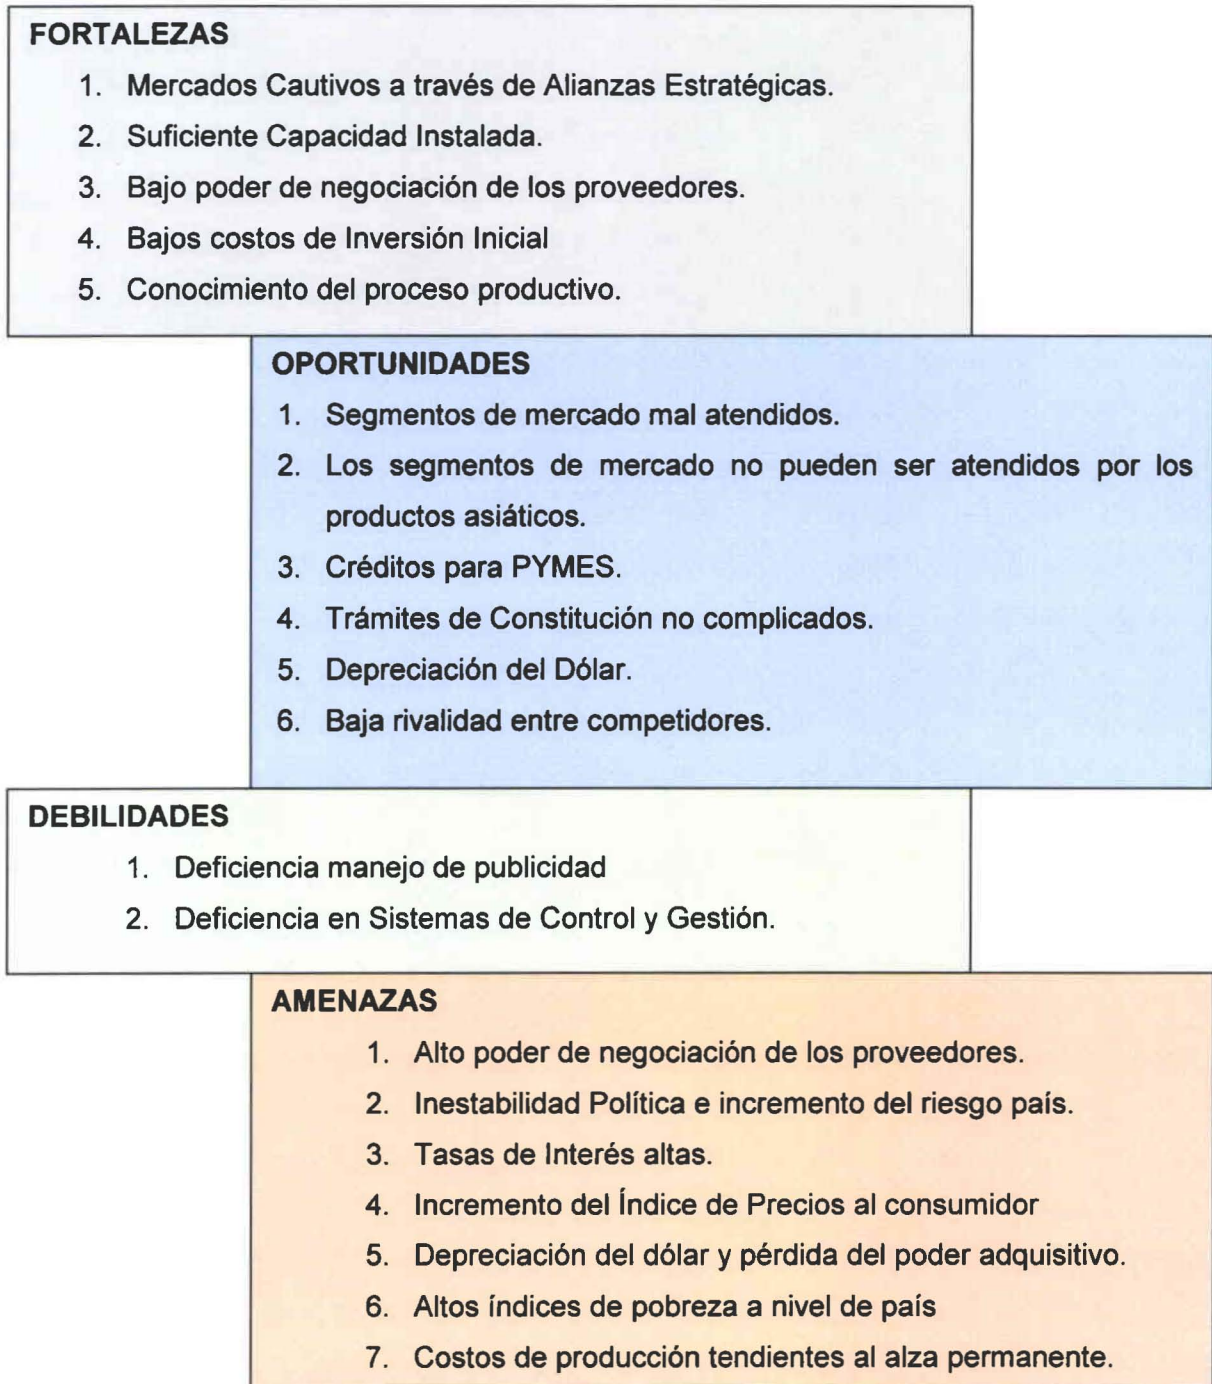 FORTALEZAS
1. Mercados Cautivos a través de Alianzas Estratégicas.
2. Suficiente Capacidad Instalada.
3. Bajo poder de negociación de los proveedores.
4. Bajos costos de Inversión Inicial
5. Conocimiento del proceso productivo.
OPORTUNIDADES
1. Segmentos de mercado mal atendidos.
2. Los segmentos de mercado no pueden ser atendidos por los
productos asiáticos.
3. Créditos para PYMES.
4. Trámites de Constitución no complicados.
5. Depreciación del Dólar.
6. Baja rivalidad entre competidores.
DEBILIDADES
1. Deficiencia manejo de publicidad
2. Deficiencia en Sistemas de Control y Gestión.
AMENAZAS
1. Alto poder de negociación de los proveedores.
2. Inestabilidad Política e incremento del riesgo país.
3. Tasas de Interés altas.
4. Incremento del Índice de Precios al consumidor
5. Depreciación del dólar y pérdida del poder adquisitivo.
6. Altos índices de pobreza a nivel de país
7. Costos de producción tendientes al alza permanente.